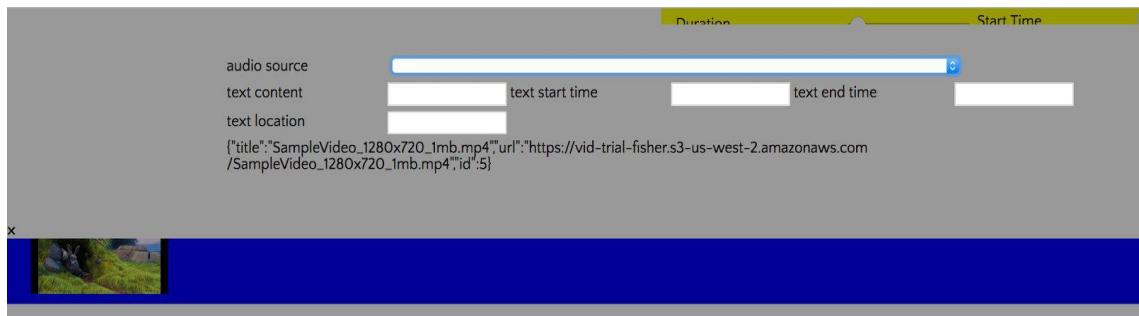 Duration Start Time
audio source
text content text start time text end time
text location
{"title":"SampleVideo_1280x720_1mb.mp4","url":"https://vid-trial-fisher.s3-us-west-2.amazonaws.com
/SampleVideo_1280x720_1mb.mp4","id":5}
x